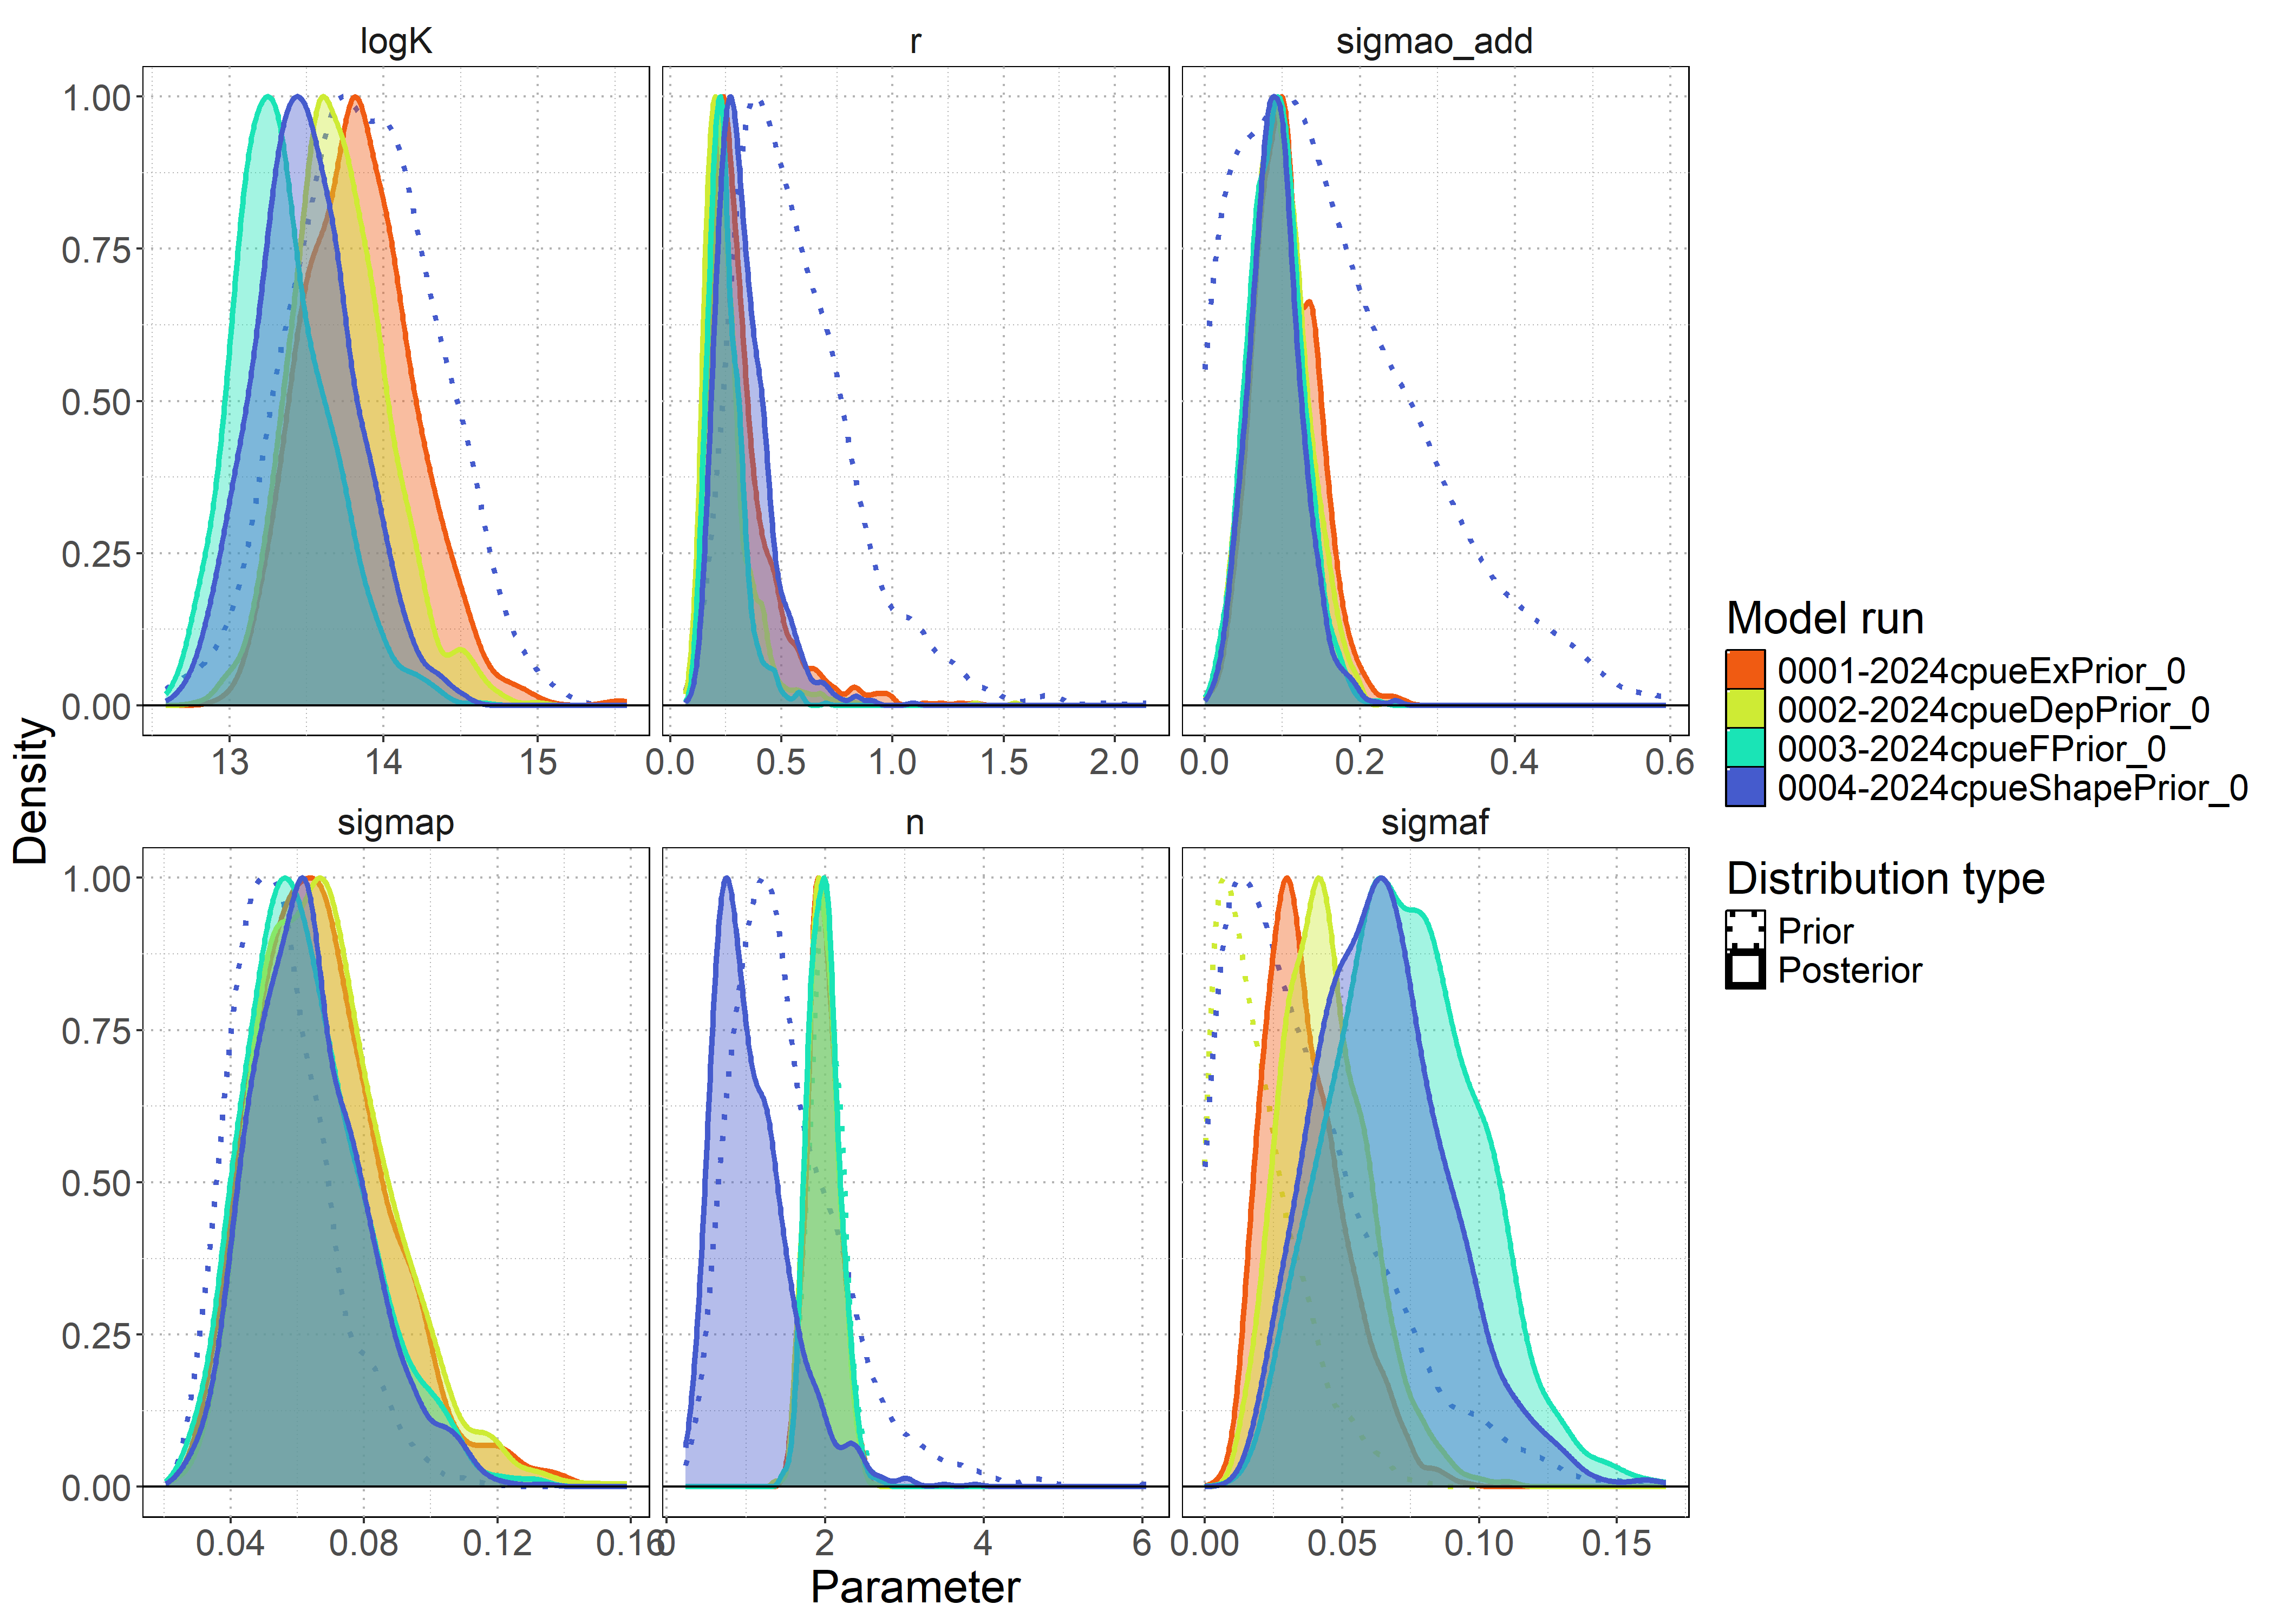 logK r sigmao_add
1.00
0.75
0.50
0.25
0.00
13 14 15 0.0 0.5 1.0 1.5 2.0 0.0 0.2 0.4 0.6
sigmap n sigmaf
1.00
0.75
0.50
0.25
0.00
0.04 0.08 0.12 0.16 0 2 4 6 0.00 0.05 0.10 0.15
Density
Parameter
Model run
0001-2024cpueExPrior_0
0002-2024cpueDepPrior_0
0003-2024cpueFPrior_0
0004-2024cpueShapePrior_0
Distribution type
Prior
Posterior